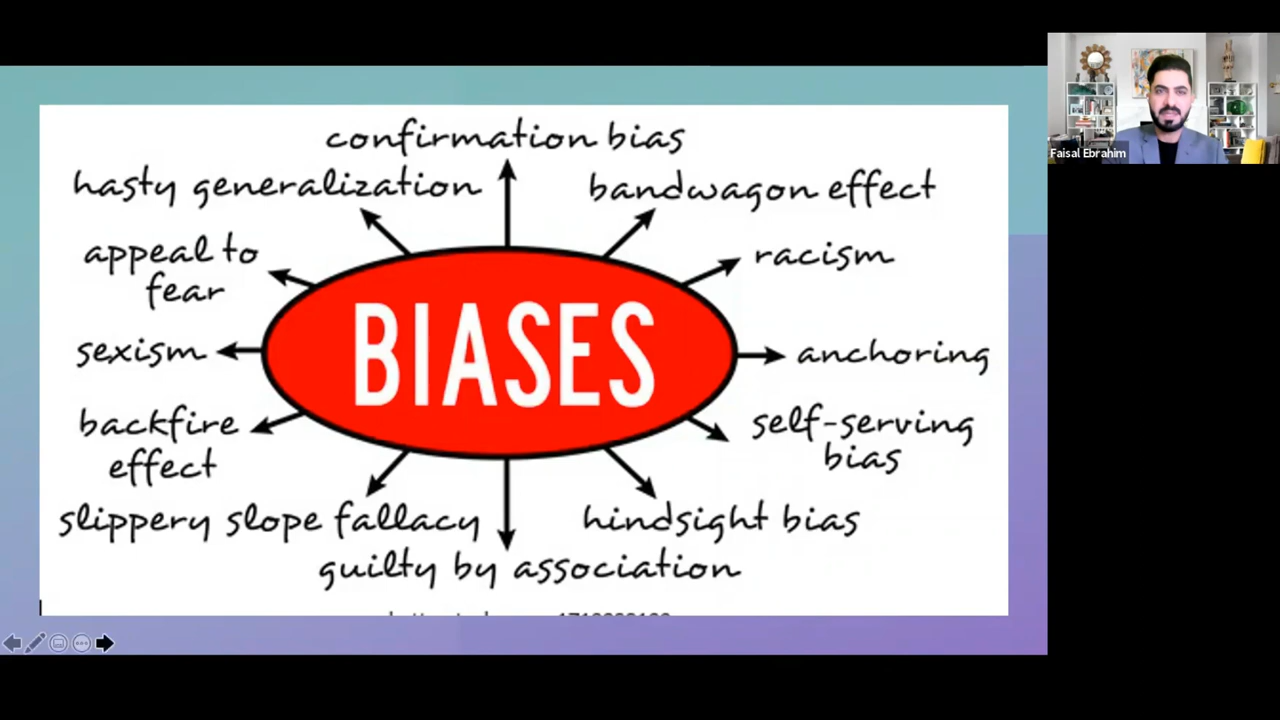 confirmation bias
hasty generalization
bandwagon effect
appeal to
fear
racism
sexism
BIASES
anchoring
backfire
effect
self-serving
bias
slippery slope fallacy
hindsight bias
guilty by association
Faisal Ebrahim